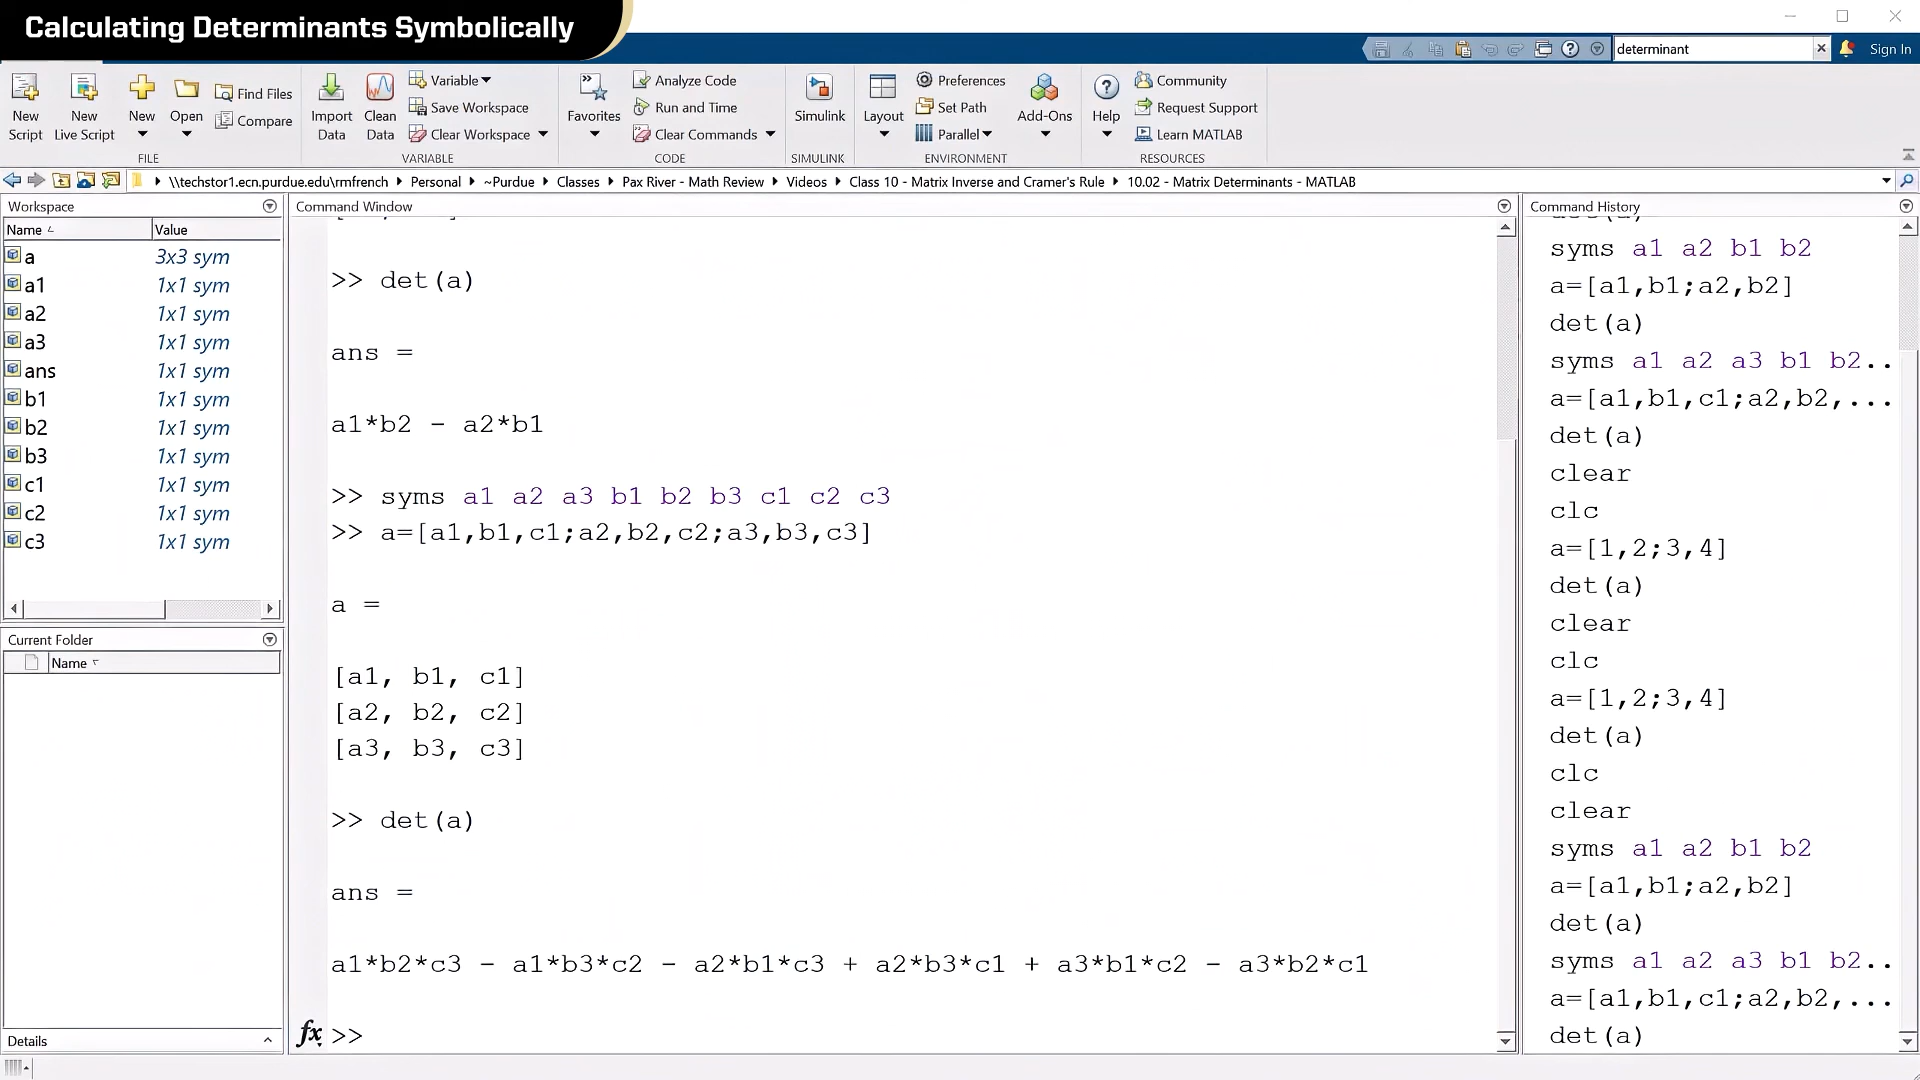 Calculating Determinants Symbolically
determinant
Sign In
New Script
New Live Script
New
Open
Find Files
Compare
FILE
Import Data
Clean Data
Variable
Save Workspace
Clear Workspace
VARIABLE
Favorites
Analyze Code
Run and Time
Clear Commands
CODE
Simulink
SIMULINK
Layout
Preferences
Set Path
Parallel
Add-Ons
ENVIRONMENT
Help
Community
Request Support
Learn MATLAB
RESOURCES
\\techstor1.ecn.purdue.edu\rmfrench Personal ~Purdue Classes Pax River - Math Review Videos Class 10 - Matrix Inverse and Cramer's Rule 10.02 - Matrix Determinants - MATLAB
Workspace
Name Value
a 3x3 sym
a1 1x1 sym
a2 1x1 sym
a3 1x1 sym
ans 1x1 sym
b1 1x1 sym
b2 1x1 sym
b3 1x1 sym
c1 1x1 sym
c2 1x1 sym
c3 1x1 sym
Current Folder
Name
Details
Command Window
>> det(a)
ans =
a1*b2 - a2*b1
>> syms a1 a2 a3 b1 b2 b3 c1 c2 c3
>> a=[a1,b1,c1;a2,b2,c2;a3,b3,c3]
a =
[a1, b1, c1]
[a2, b2, c2]
[a3, b3, c3]
>> det(a)
ans =
a1*b2*c3 - a1*b3*c2 - a2*b1*c3 + a2*b3*c1 + a3*b1*c2 - a3*b2*c1
fx >>
Command History
syms a1 a2 b1 b2
a=[a1,b1;a2,b2]
det(a)
syms a1 a2 a3 b1 b2..
a=[a1,b1,c1;a2,b2,...
det(a)
clear
clc
a=[1,2;3,4]
det(a)
clear
clc
a=[1,2;3,4]
det(a)
clc
clear
syms a1 a2 b1 b2
a=[a1,b1;a2,b2]
det(a)
syms a1 a2 a3 b1 b2..
a=[a1,b1,c1;a2,b2,...
det(a)